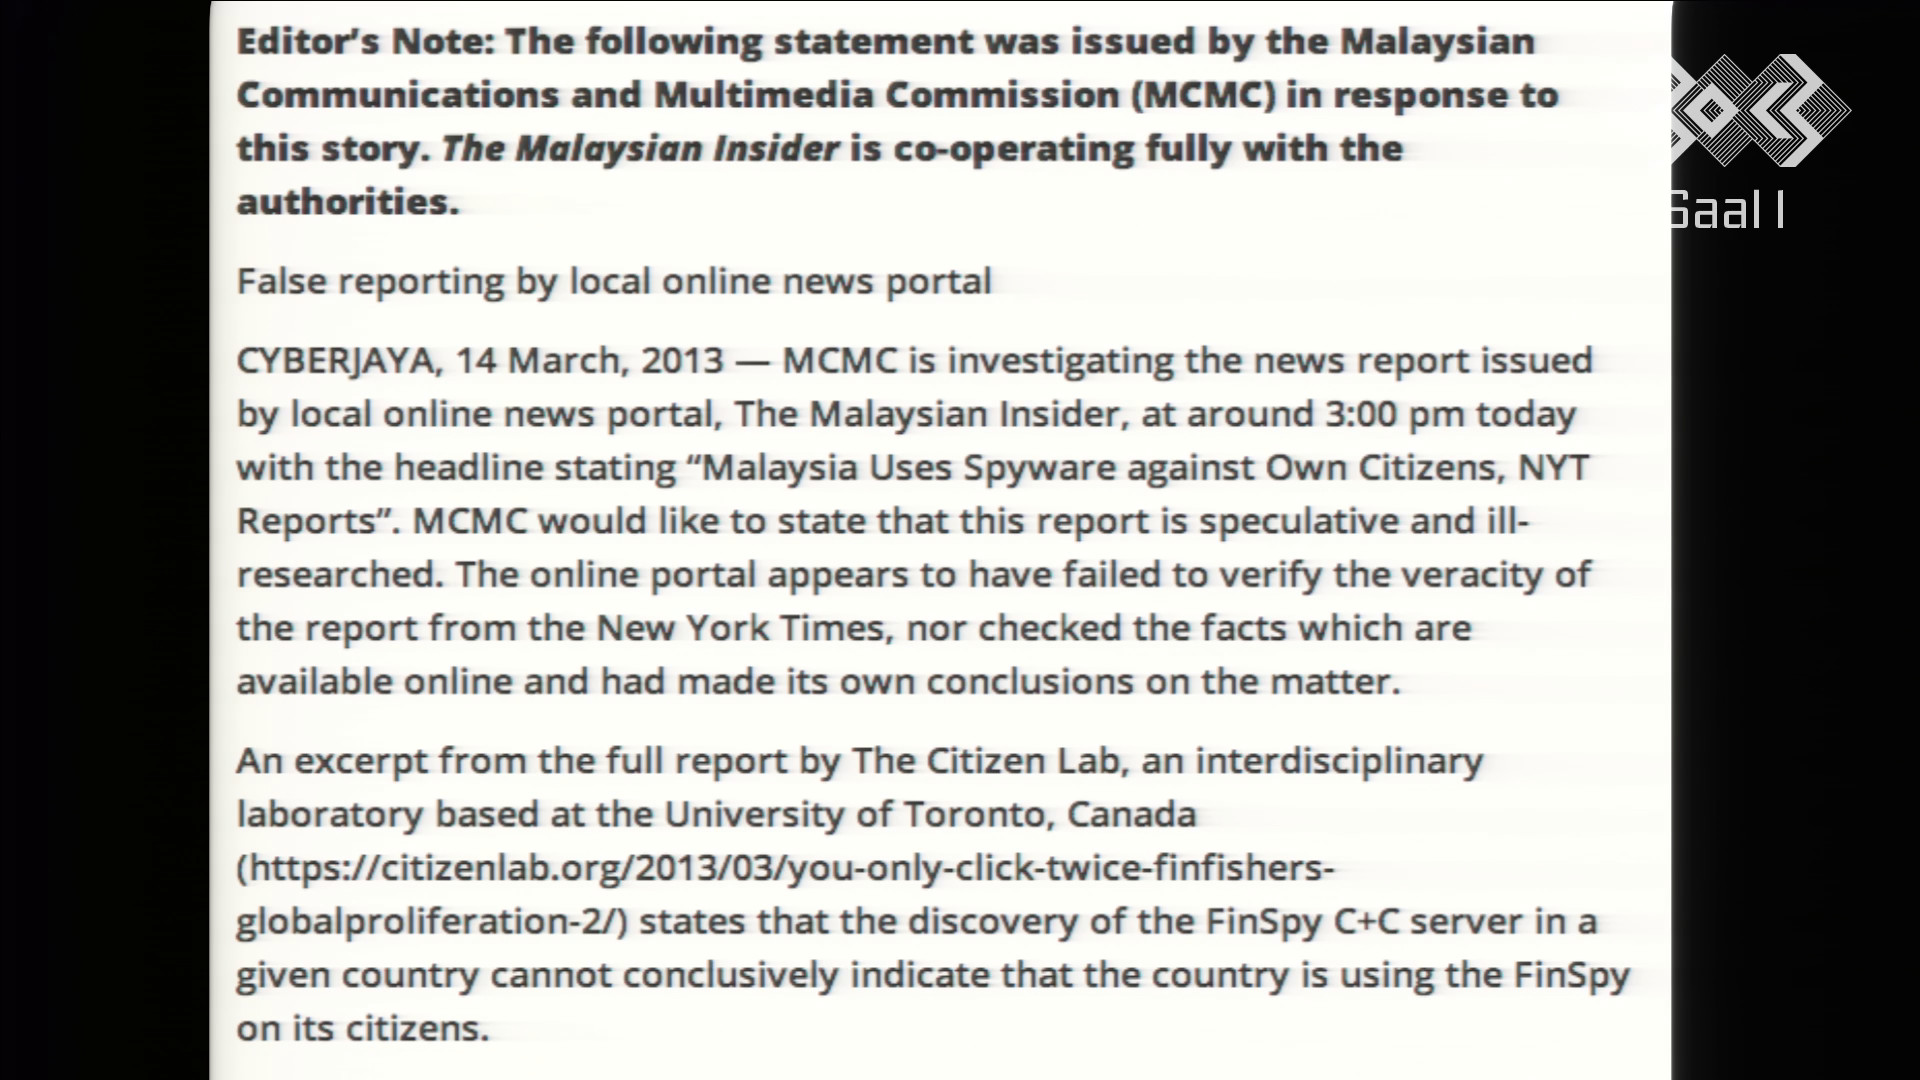 Editor’s Note: The following statement was issued by the Malaysian
Communications and Multimedia Commission (MCMC) in response to
this story. The Malaysian Insider is co-operating fully with the
authorities.
False reporting by local online news portal
CYBERJAYA, 14 March, 2013 — MCMC is investigating the news report issued
by local online news portal, The Malaysian Insider, at around 3:00 pm today
with the headline stating “Malaysia Uses Spyware against Own Citizens, NYT
Reports”. MCMC would like to state that this report is speculative and ill-
researched. The online portal appears to have failed to verify the veracity of
the report from the New York Times, nor checked the facts which are
available online and had made its own conclusions on the matter.
An excerpt from the full report by The Citizen Lab, an interdisciplinary
laboratory based at the University of Toronto, Canada
(https://citizenlab.org/2013/03/you-only-click-twice-finfishers-
globalproliferation-2/) states that the discovery of the FinSpy C+C server in a
given country cannot conclusively indicate that the country is using the FinSpy
on its citizens.
Saal 1